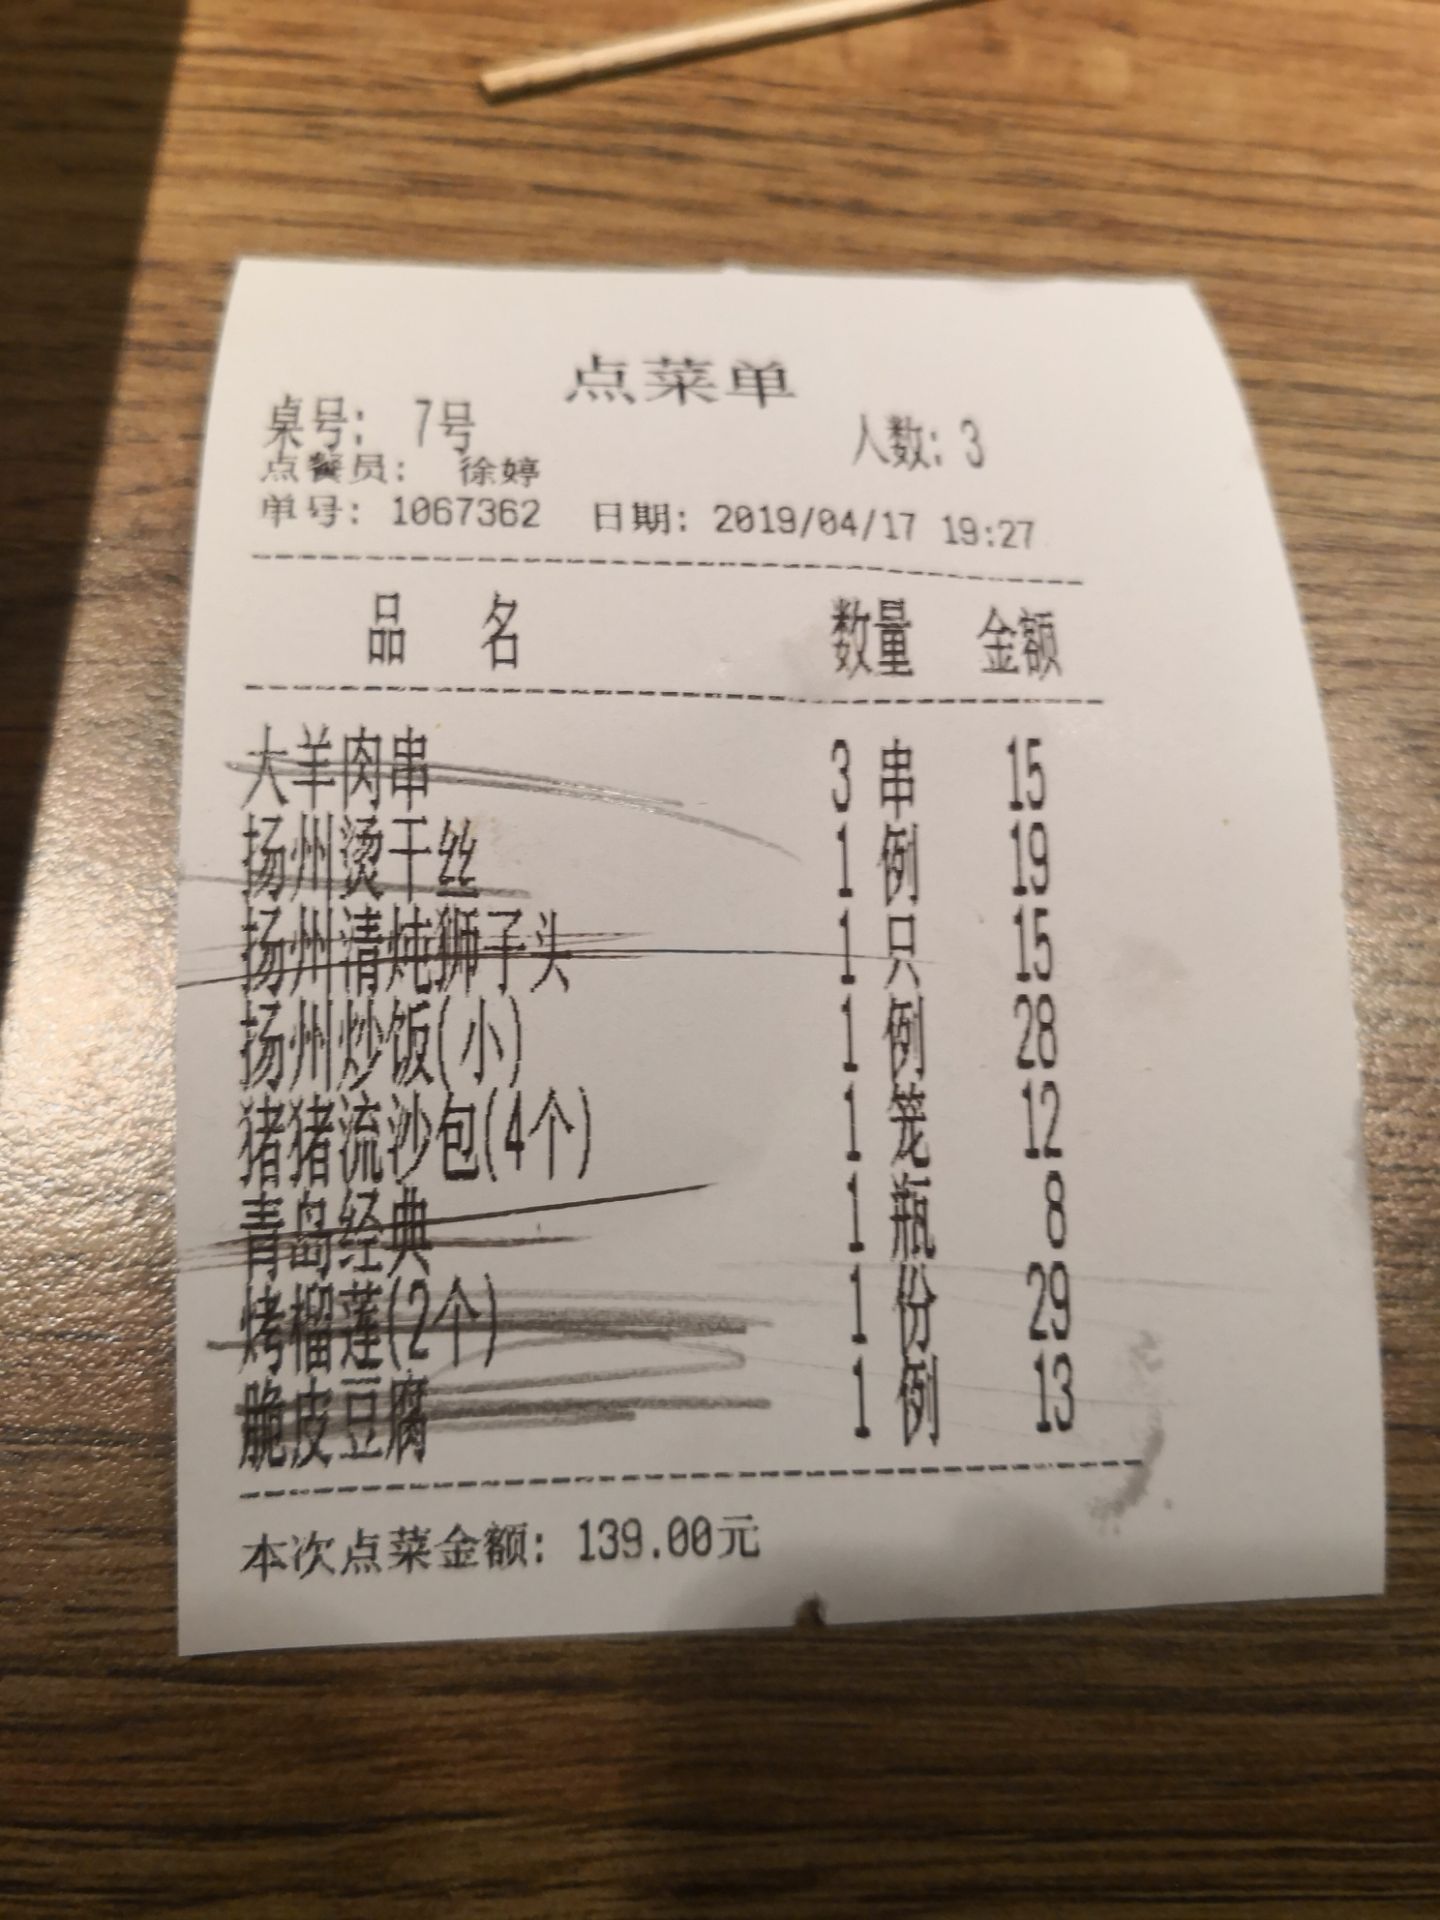 点菜单
桌号: 7号 人数: 3
点餐员: 徐婷
单号: 1067362 日期: 2019/04/17 19:27
品 名 数量 金额
大羊肉串 3 串 15
扬州烫干丝 1 例 19
扬州清炖狮子头 1 只 15
扬州炒饭(小) 1 例 28
猪猪流沙包(4个) 1 笼 12
青岛经典 1 瓶 8
烤榴莲(2个) 1 份 29
脆皮豆腐 1 例 13
本次点菜金额: 139.00元